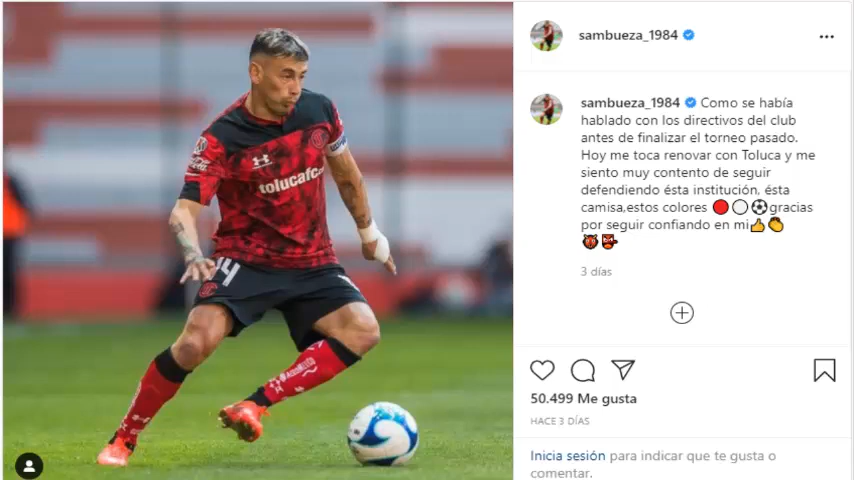 sambueza_1984
sambueza_1984 Como se había
hablado con los directivos del club
antes de finalizar el torneo pasado.
Hoy me toca renovar con Toluca y me
siento muy contento de seguir
defendiendo ésta institución, ésta
camisa,estos colores 🔴⚪⚽gracias
por seguir confiando en mi👍👏
👹👺
3 días
50.499 Me gusta
HACE 3 DÍAS
Inicia sesión para indicar que te gusta o
comentar.
tolucafc
14